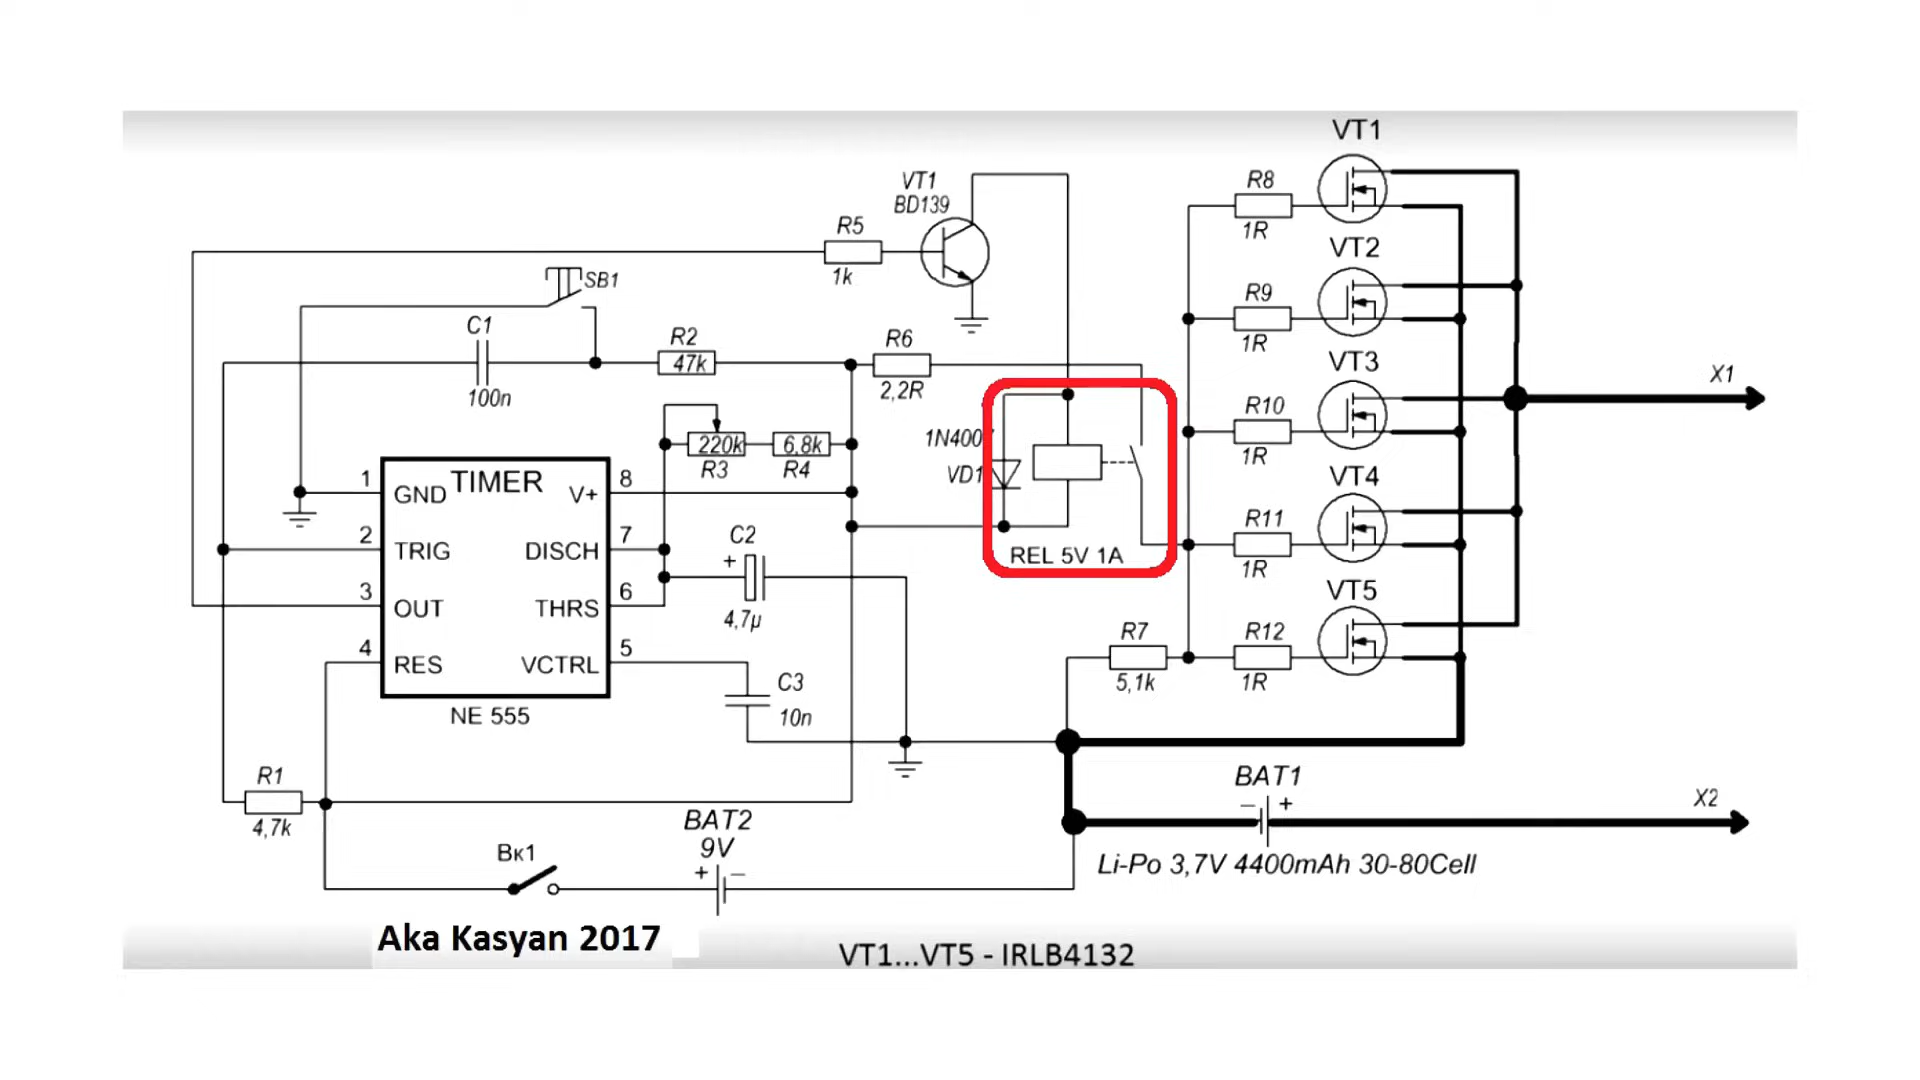 VT1
VT1
BD139
R8
1R
R5
1k
VT2
SB1
R9
1R
C1
100n
R2
47k
R6
2,2R
VT3
X1
R10
1R
220k
R3
6,8k
R4
1N400
VD1
VT4
TIMER
1
GND
8
V+
2
TRIG
7
DISCH
3
OUT
6
THRS
4
RES
5
VCTRL
NE 555
C2
+
4,7µ
REL 5V 1A
R11
1R
VT5
R7
5,1k
R12
1R
C3
10n
R1
4,7k
BAT1
– +
X2
Li-Po 3,7V 4400mAh 30-80Cell
BAT2
9V
+ –
Вк1
Aka Kasyan 2017
VT1...VT5 - IRLB4132